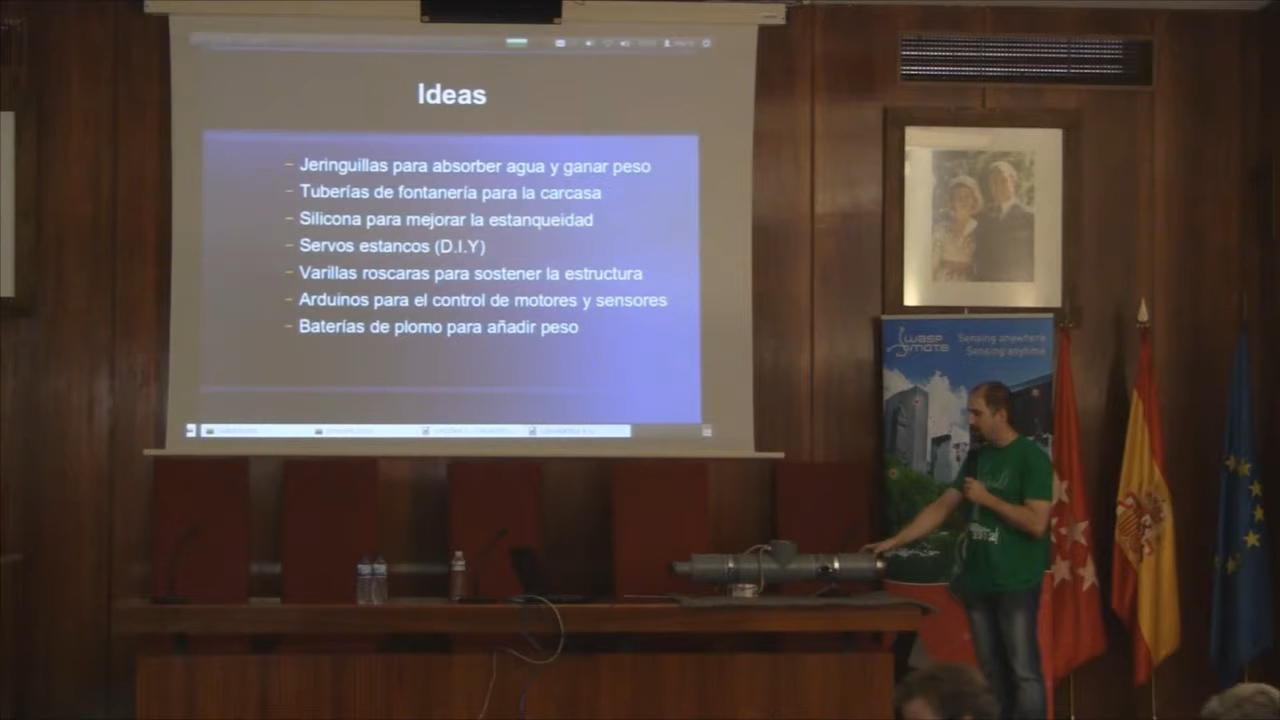 Ideas
– Jeringuillas para absorber agua y ganar peso
– Tuberías de fontanería para la carcasa
– Silicona para mejorar la estanqueidad
– Servos estancos (D.I.Y)
– Varillas roscaras para sostener la estructura
– Arduinos para el control de motores y sensores
– Baterías de plomo para añadir peso
wasp mote
Sensing anywhere
Sensing anytime